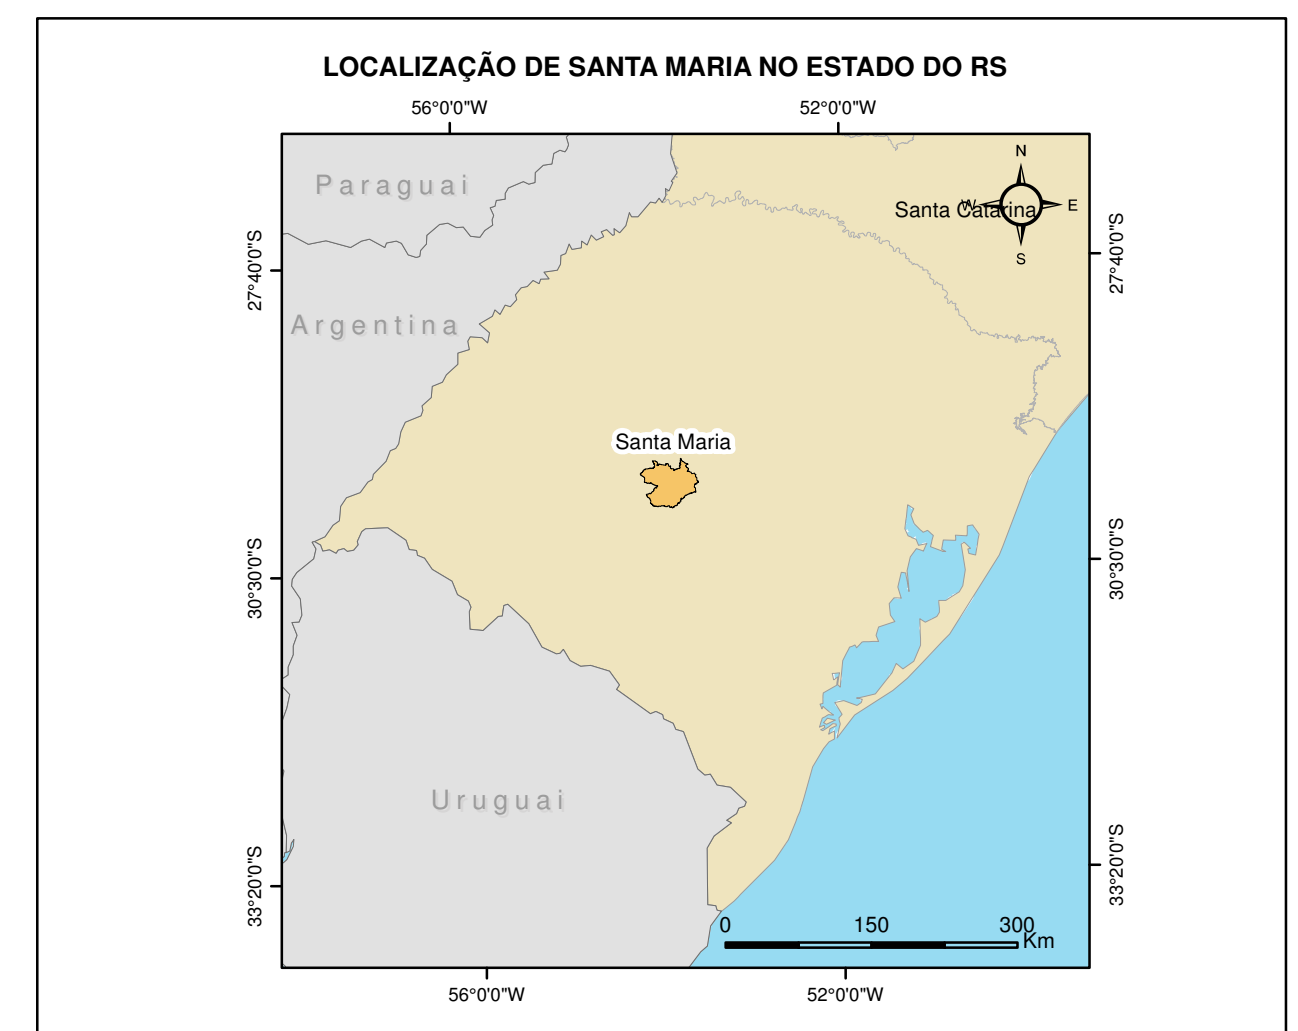 LOCALIZAÇÃO DE SANTA MARIA NO ESTADO DO RS
56°0'0"W
52°0'0"W
N
Paraguai
Santa Catarina
W
E
S
27°40'0"S
27°40'0"S
Argentina
Santa Maria
30°30'0"S
30°30'0"S
Uruguai
33°20'0"S
33°20'0"S
0 150 300
Km
56°0'0"W
52°0'0"W